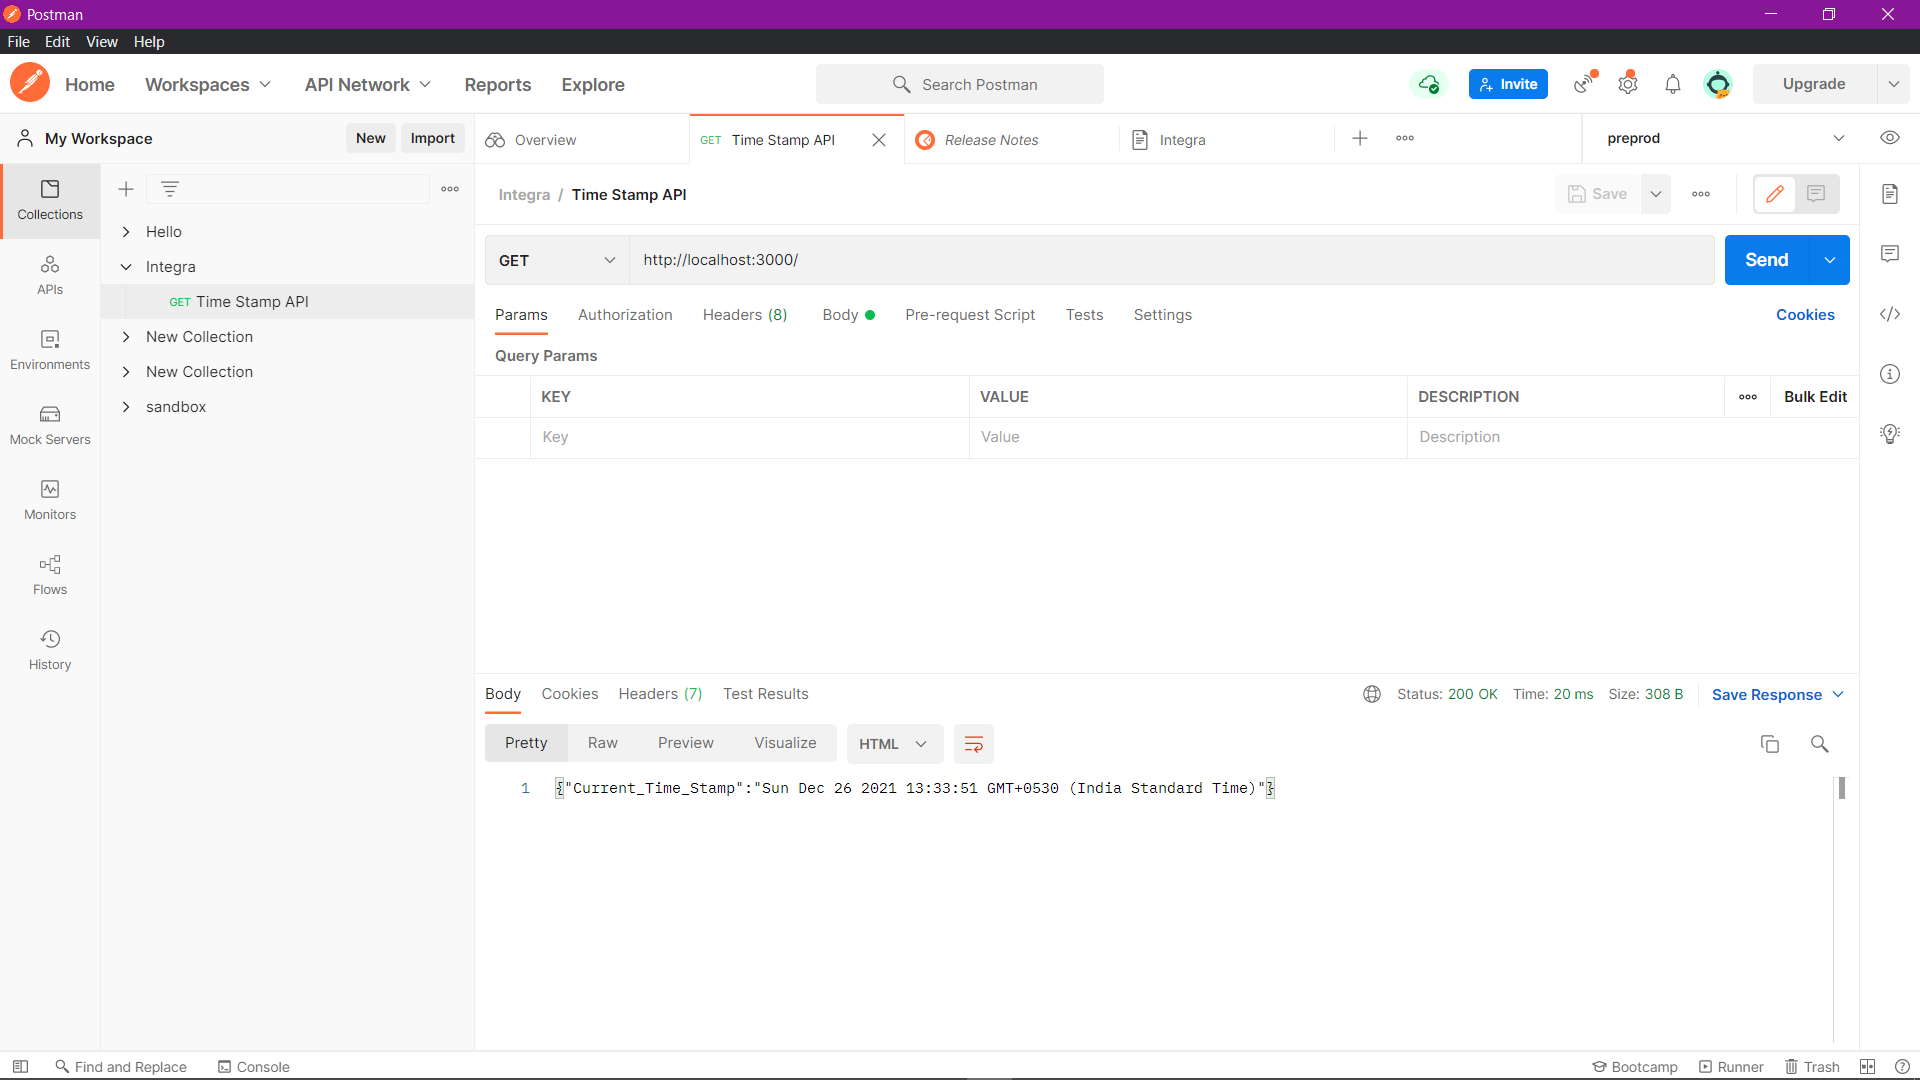 Postman
File Edit View Help
Home Workspaces API Network Reports Explore Search Postman Invite Upgrade
My Workspace New Import Overview GET Time Stamp API Release Notes Integra preprod
Collections
APIs
Environments
Mock Servers
Monitors
Flows
History
Hello
Integra
GET Time Stamp API
New Collection
New Collection
sandbox
Integra / Time Stamp API Save
GET http://localhost:3000/ Send
Params Authorization Headers (8) Body Pre-request Script Tests Settings Cookies
Query Params
KEY VALUE DESCRIPTION Bulk Edit
Key Value Description
Body Cookies Headers (7) Test Results Status: 200 OK Time: 20 ms Size: 308 B Save Response
Pretty Raw Preview Visualize HTML
1 {"Current_Time_Stamp":"Sun Dec 26 2021 13:33:51 GMT+0530 (India Standard Time)"}
Find and Replace Console Bootcamp Runner Trash